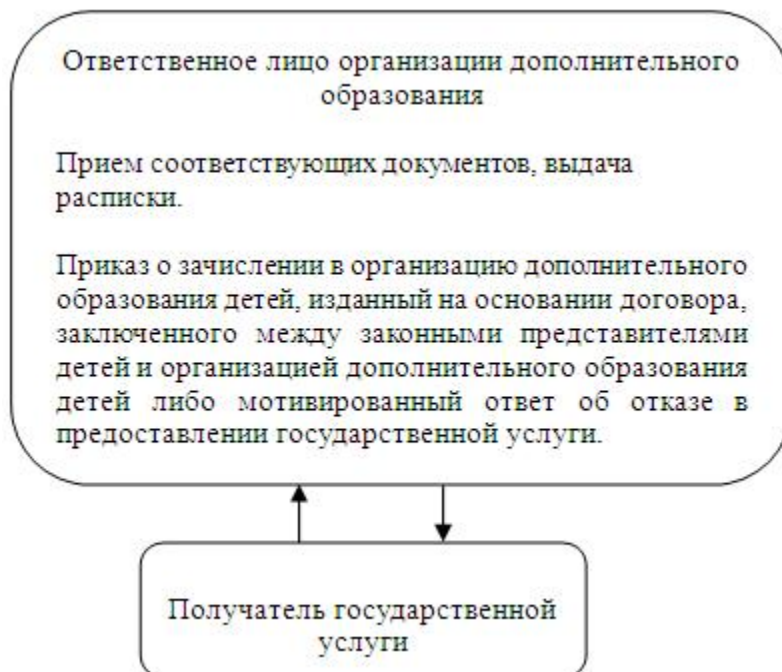 Ответственное лицо организации дополнительного
образования
Прием соответствующих документов, выдача
расписки.
Приказ о зачислении в организацию дополнительного
образования детей, изданный на основании договора,
заключенного между законными представителями
детей и организацией дополнительного образования
детей либо мотивированный ответ об отказе в
предоставлении государственной услуги.
Получатель государственной
услуги